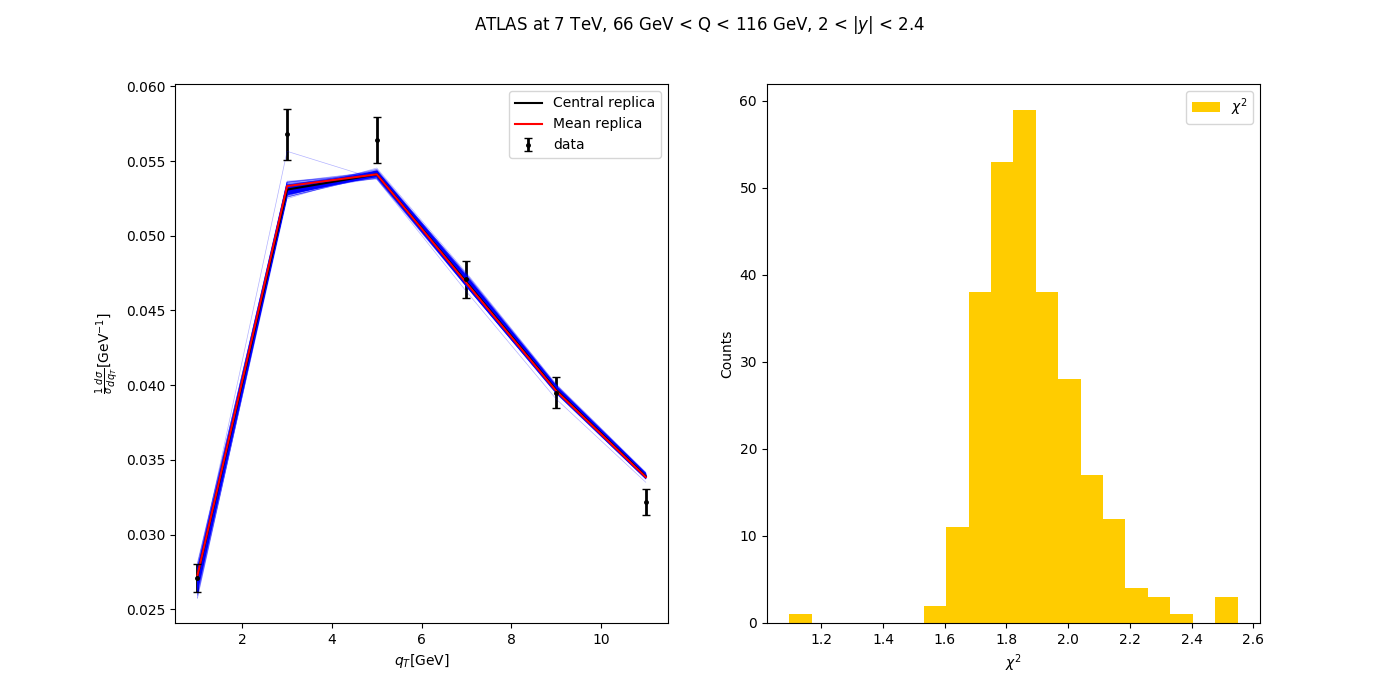 ATLAS at 7 TeV, 66 GeV < Q < 116 GeV, 2 < |y| < 2.4
0.060
0.055
0.050
0.045
0.040
0.035
0.030
0.025
1/σ dσ/dq_T [GeV⁻¹]
2 4 6 8 10
q_T[GeV]
Central replica
Mean replica
data
60
50
40
30
20
10
0
Counts
1.2 1.4 1.6 1.8 2.0 2.2 2.4 2.6
χ²
χ²